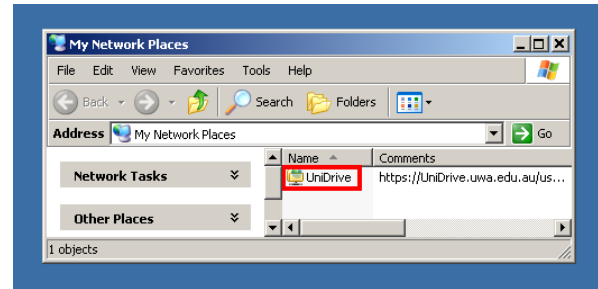 My Network Places
File Edit View Favorites Tools Help
Back Search Folders
Address My Network Places Go
Name Comments
Network Tasks
UniDrive https://UniDrive.uwa.edu.au/us...
Other Places
1 objects